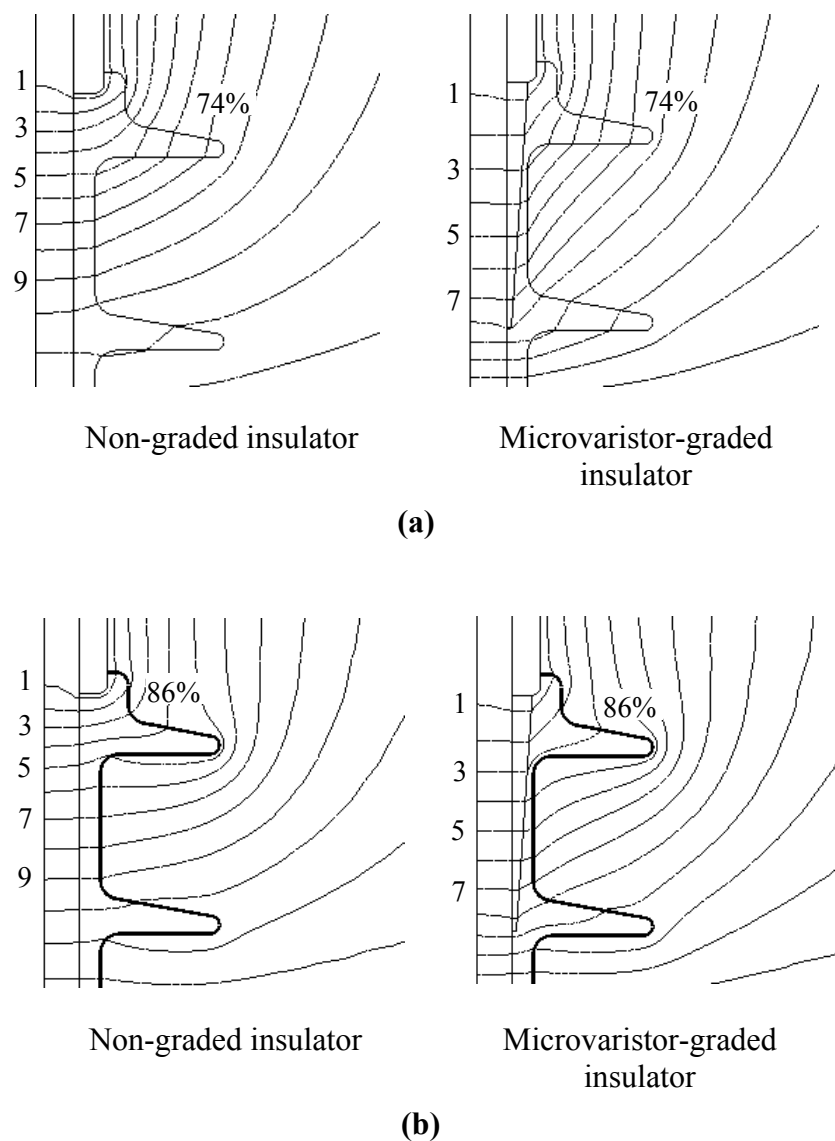 1
3
5
7
9
74%
1
3
5
7
74%
Non-graded insulator
Microvaristor-graded
insulator
(a)
1
3
5
7
9
86%
1
3
5
7
86%
Non-graded insulator
Microvaristor-graded
insulator
(b)